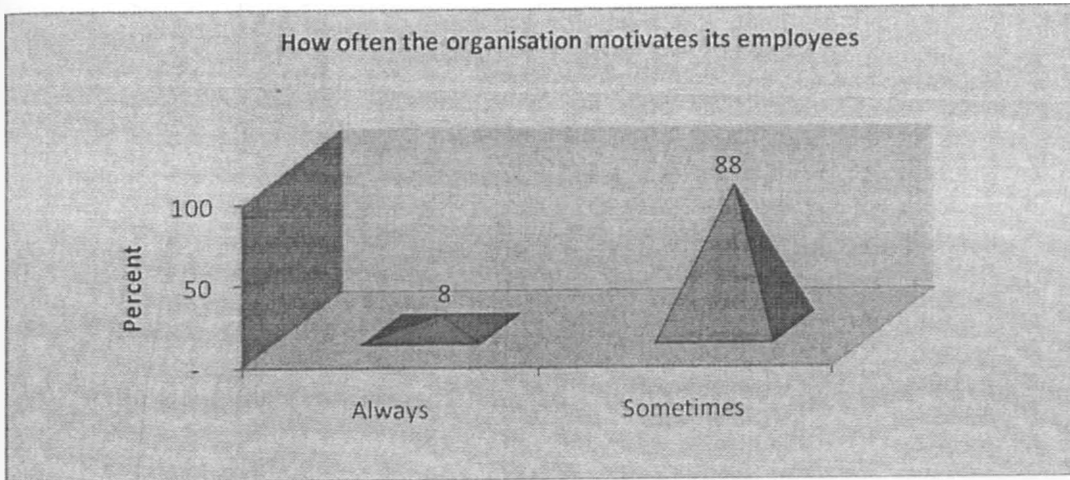 How often the organisation motivates its employees
88
100
Percent
50
8
-
Always
Sometimes